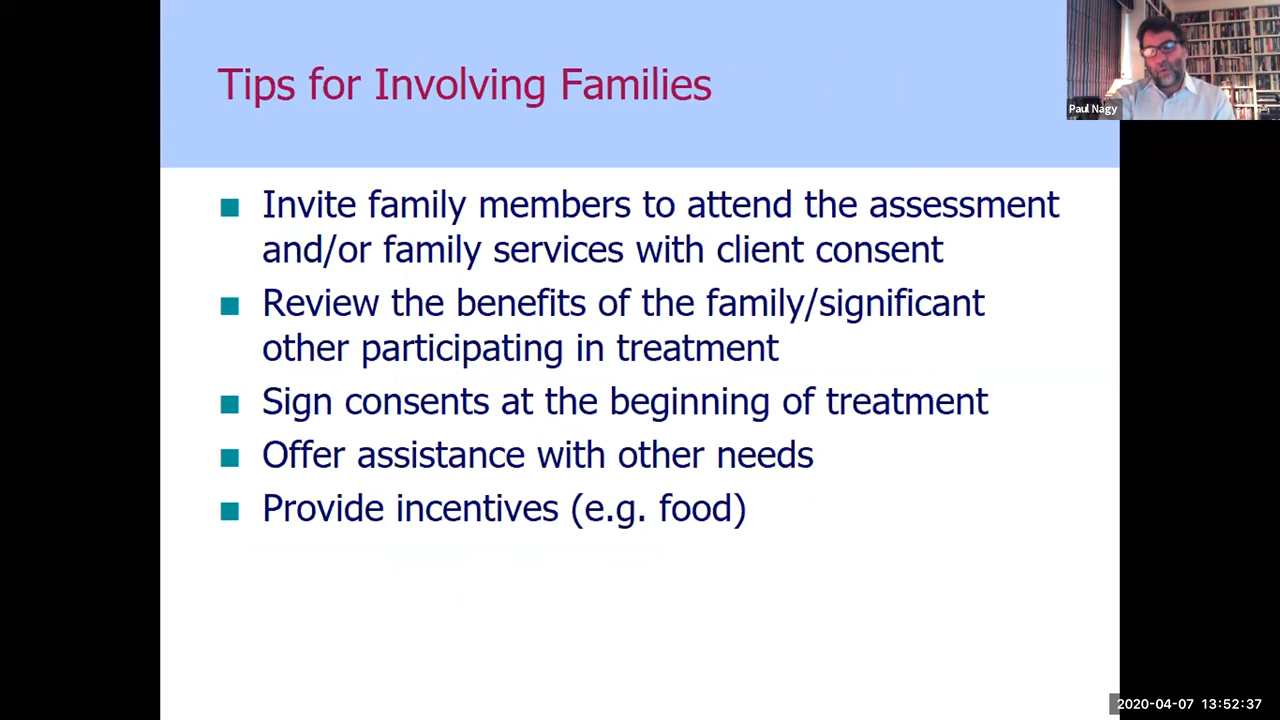 Tips for Involving Families
Paul Nagy
Invite family members to attend the assessment
and/or family services with client consent
Review the benefits of the family/significant
other participating in treatment
Sign consents at the beginning of treatment
Offer assistance with other needs
Provide incentives (e.g. food)
2020-04-07 13:52:37